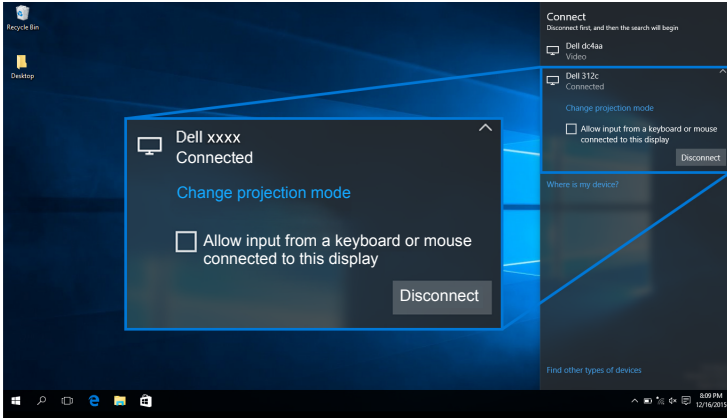 Recycle Bin
Desktop
Connect
Disconnect first, and then the search will begin
Dell dc4aa
Video
Dell 312c
Connected
Change projection mode
Allow input from a keyboard or mouse
connected to this display
Disconnect
Where is my device?
Dell xxxx
Connected
Change projection mode
Allow input from a keyboard or mouse
connected to this display
Disconnect
Find other types of devices
8:09 PM
12/16/2015